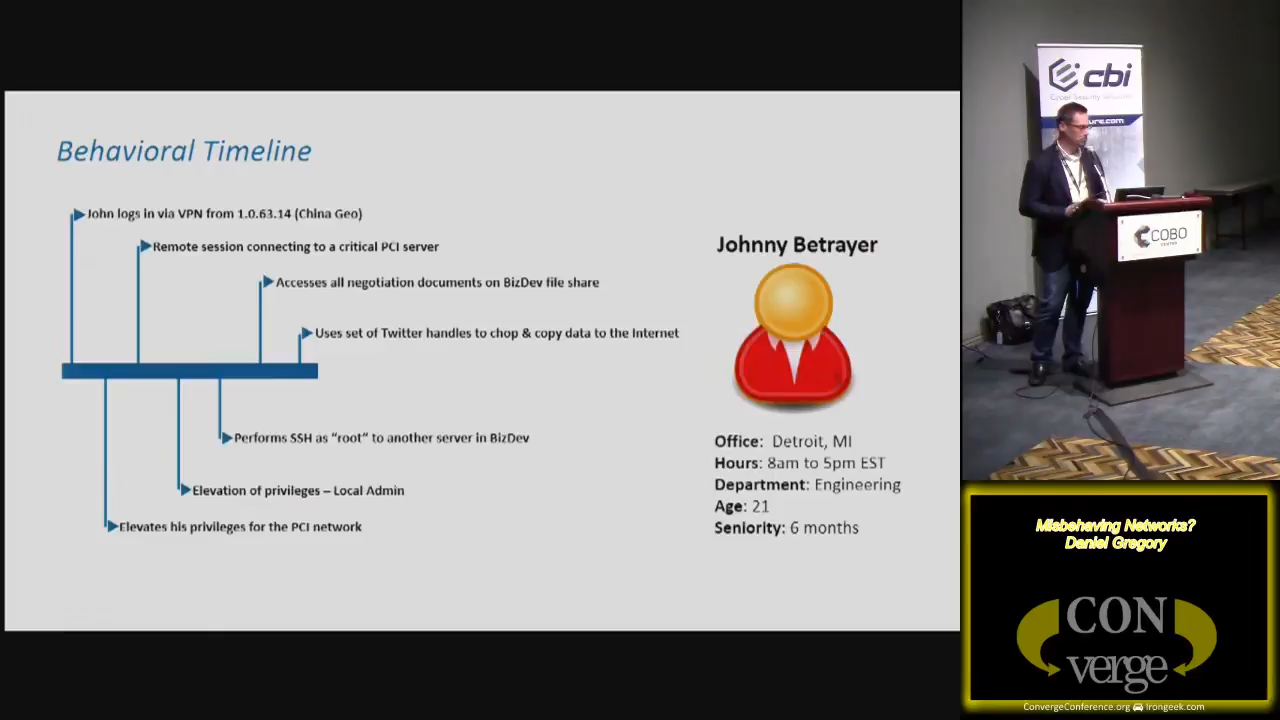 Behavioral Timeline
John logs in via VPN from 1.0.63.14 (China Geo)
Remote session connecting to a critical PCI server
Accesses all negotiation documents on BizDev file share
Uses set of Twitter handles to chop & copy data to the Internet
Performs SSH as “root” to another server in BizDev
Elevation of privileges – Local Admin
Elevates his privileges for the PCI network
Johnny Betrayer
Office: Detroit, MI
Hours: 8am to 5pm EST
Department: Engineering
Age: 21
Seniority: 6 months
cbi
COBO
CENTER
Misbehaving Networks?
Daniel Gregory
CON
verge
ConvergeConference.org Irongeek.com